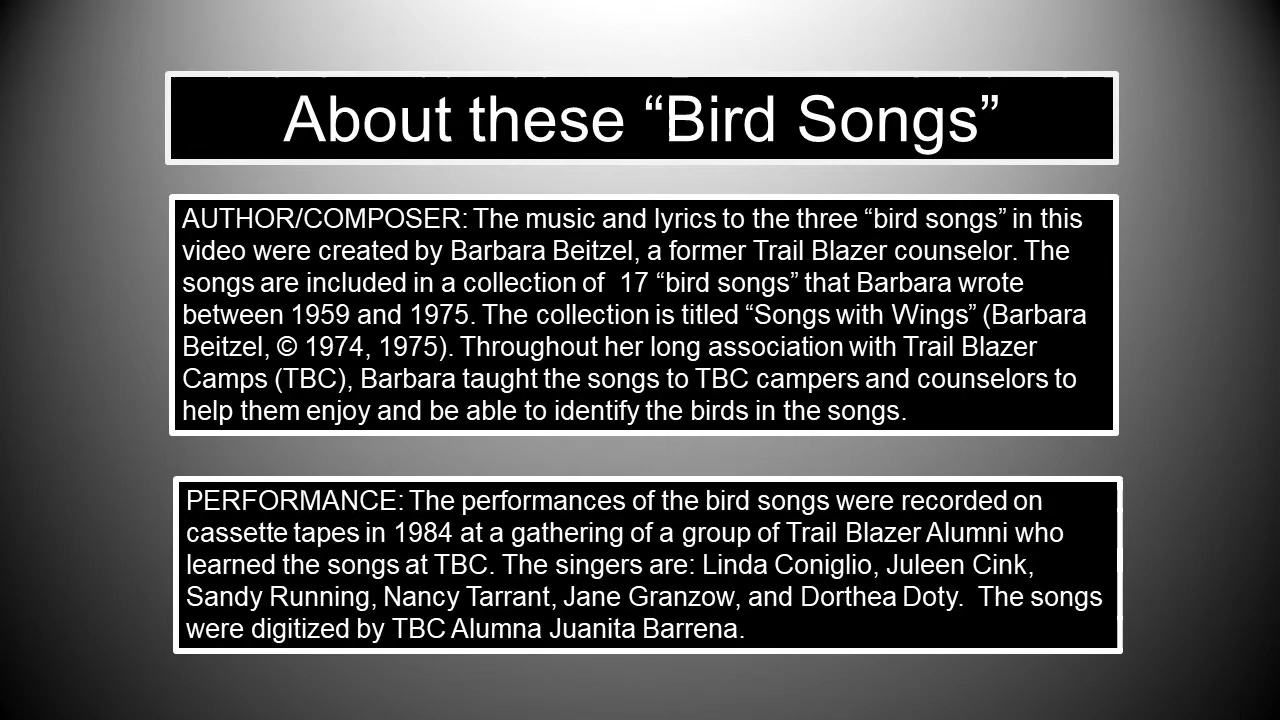 About these “Bird Songs”
AUTHOR/COMPOSER: The music and lyrics to the three “bird songs” in this
video were created by Barbara Beitzel, a former Trail Blazer counselor. The
songs are included in a collection of  17 “bird songs” that Barbara wrote
between 1959 and 1975. The collection is titled “Songs with Wings” (Barbara
Beitzel, © 1974, 1975). Throughout her long association with Trail Blazer
Camps (TBC), Barbara taught the songs to TBC campers and counselors to
help them enjoy and be able to identify the birds in the songs.
PERFORMANCE: The performances of the bird songs were recorded on
cassette tapes in 1984 at a gathering of a group of Trail Blazer Alumni who
learned the songs at TBC. The singers are: Linda Coniglio, Juleen Cink,
Sandy Running, Nancy Tarrant, Jane Granzow, and Dorthea Doty.  The songs
were digitized by TBC Alumna Juanita Barrena.